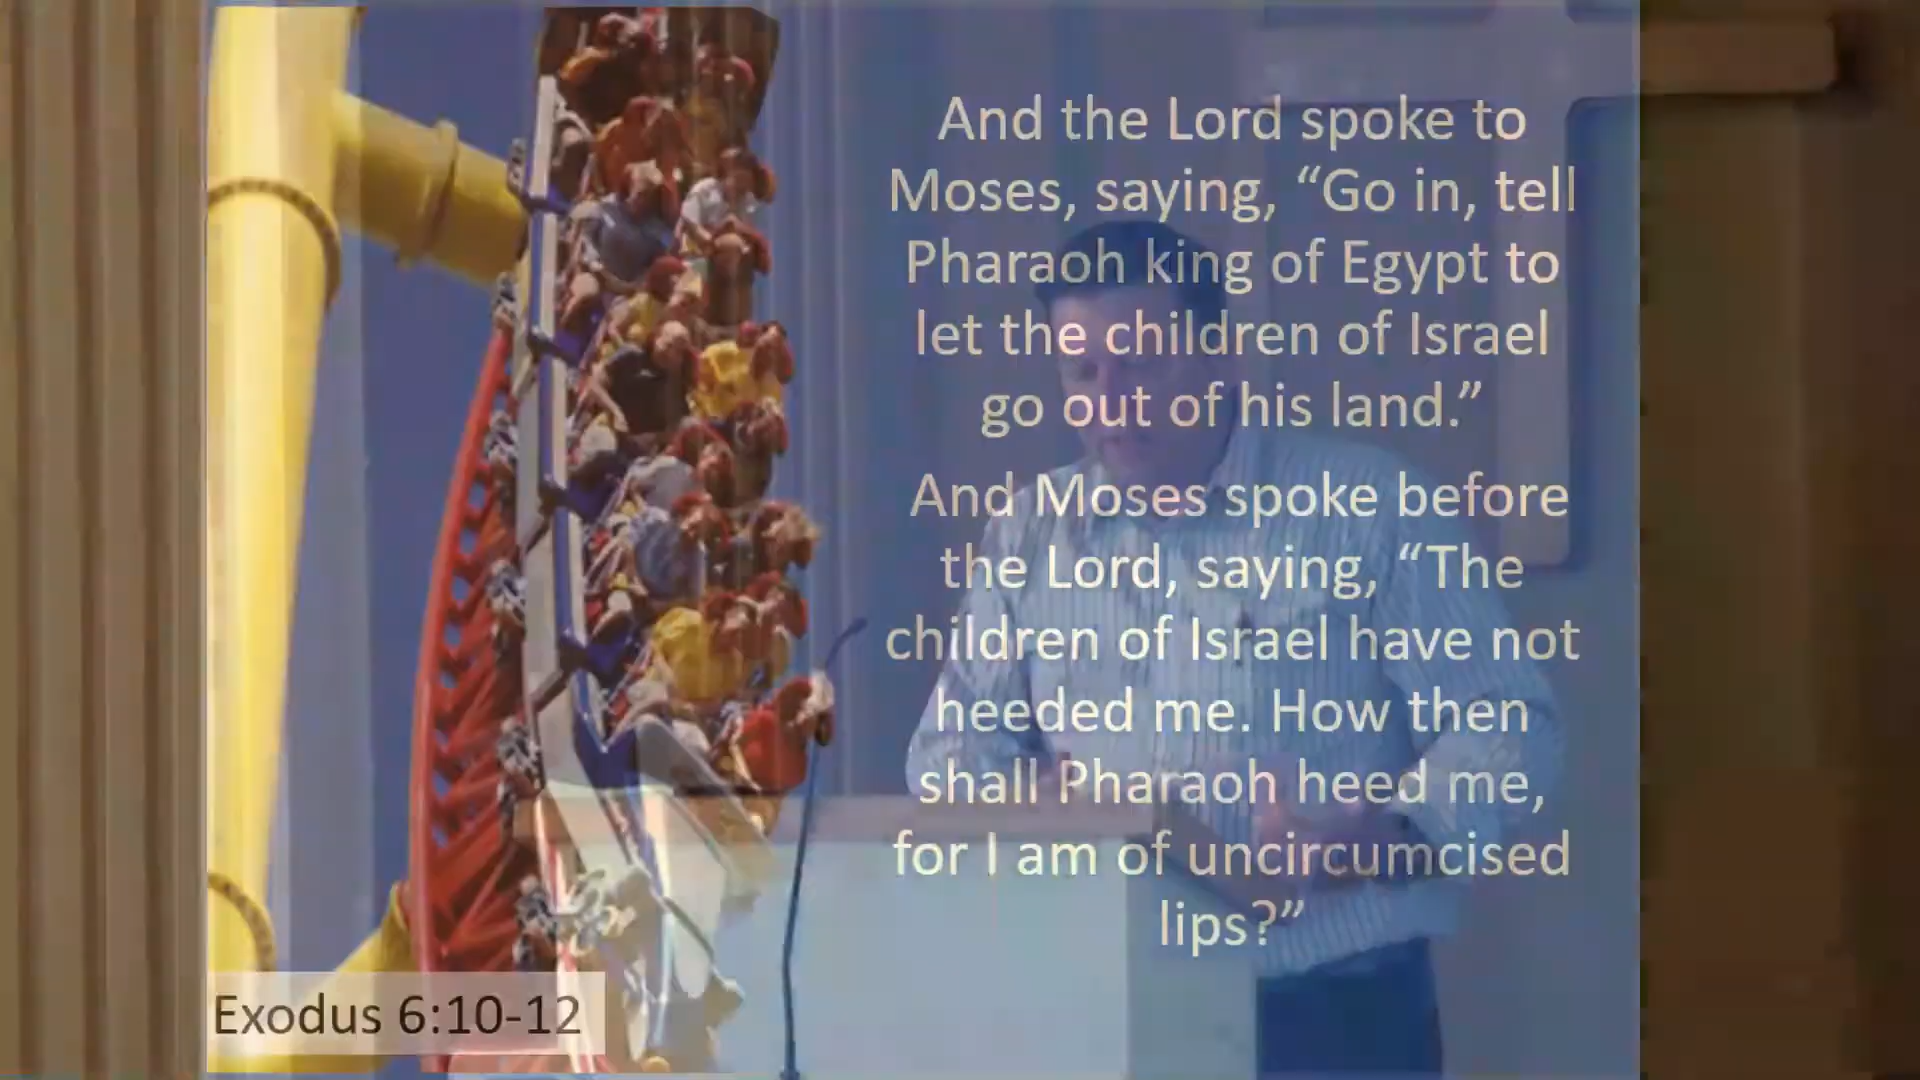 And the Lord spoke to
Moses, saying, “Go in, tell
Pharaoh king of Egypt to
let the children of Israel
go out of his land.”
And Moses spoke before
the Lord, saying, “The
children of Israel have not
heeded me. How then
shall Pharaoh heed me,
for I am of uncircumcised
lips?”
Exodus 6:10-12